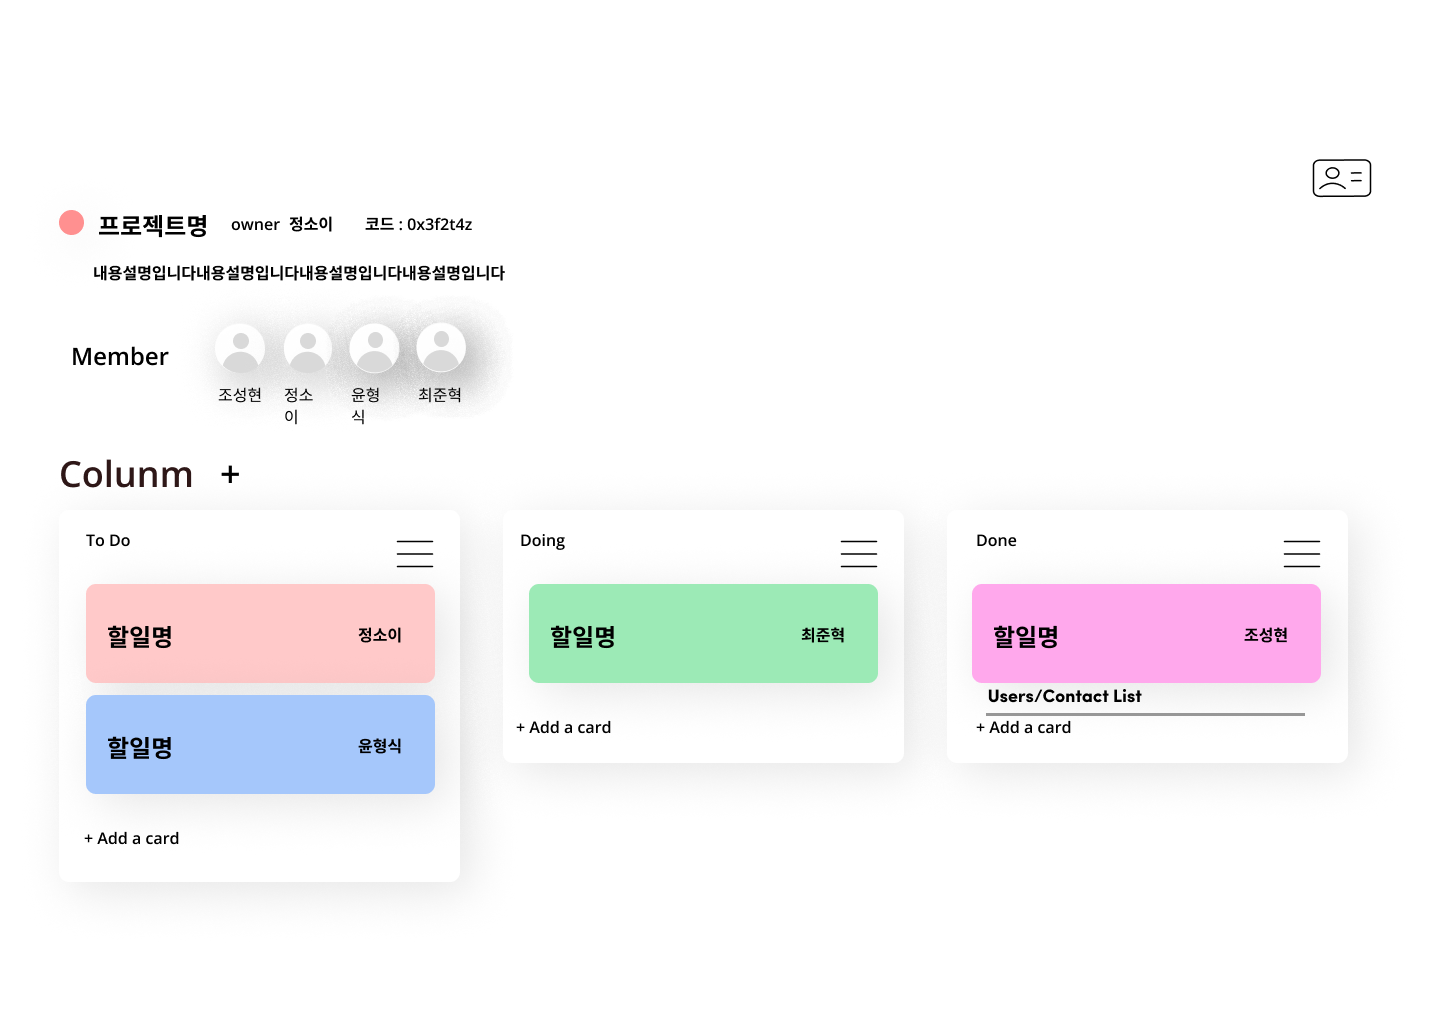 프로젝트명 owner 정소이 코드 : 0x3f2t4z
내용설명입니다내용설명입니다내용설명입니다내용설명입니다
Member
조성현 정소이 윤형식 최준혁
Colunm +
To Do
할일명 정소이
할일명 윤형식
+ Add a card
Doing
할일명 최준혁
+ Add a card
Done
할일명 조성현
Users/Contact List
+ Add a card